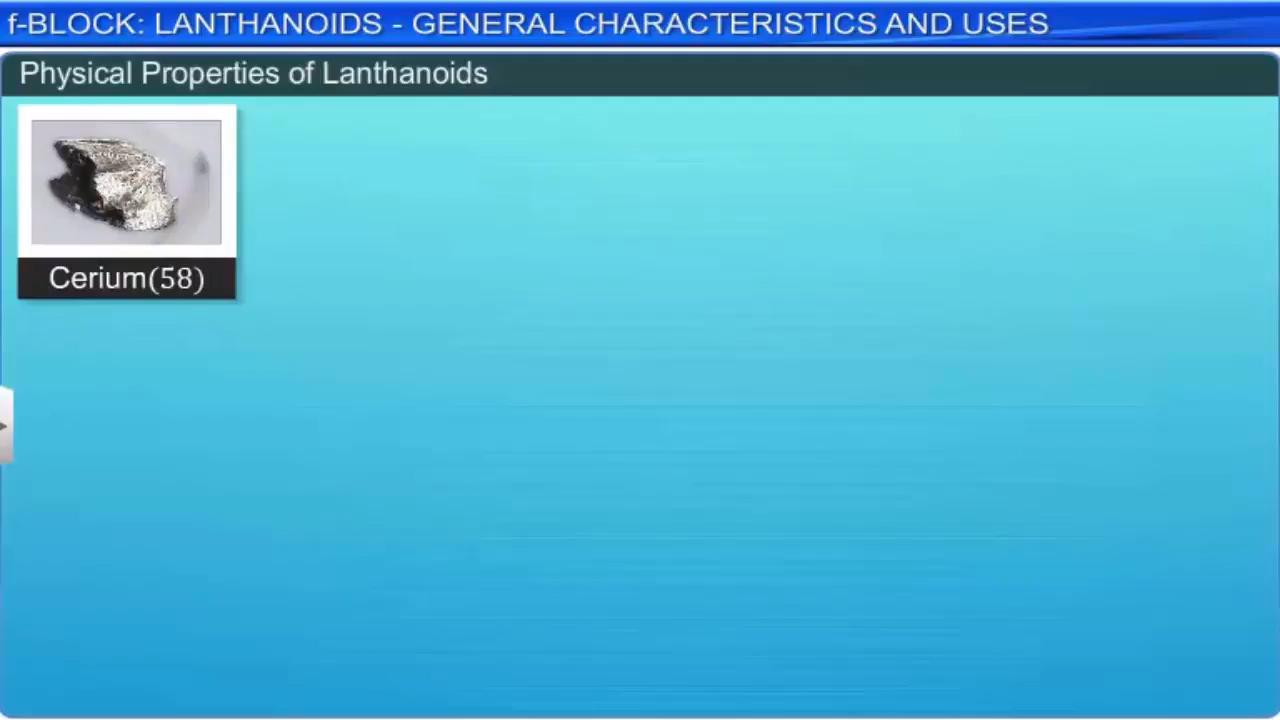 f-BLOCK: LANTHANOIDS - GENERAL CHARACTERISTICS AND USES
Physical Properties of Lanthanoids
Cerium(58)